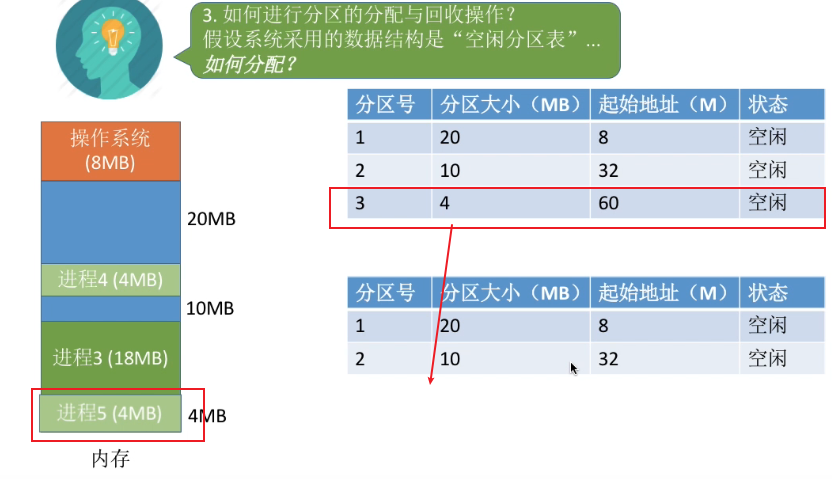 3. 如何进行分区的分配与回收操作？
假设系统采用的数据结构是“空闲分区表”...
如何分配？
操作系统
(8MB)
20MB
进程4 (4MB)
10MB
进程3 (18MB)
进程5 (4MB)
4MB
内存
分区号 分区大小（MB） 起始地址（M） 状态
1 20 8 空闲
2 10 32 空闲
3 4 60 空闲
分区号 分区大小（MB） 起始地址（M） 状态
1 20 8 空闲
2 10 32 空闲